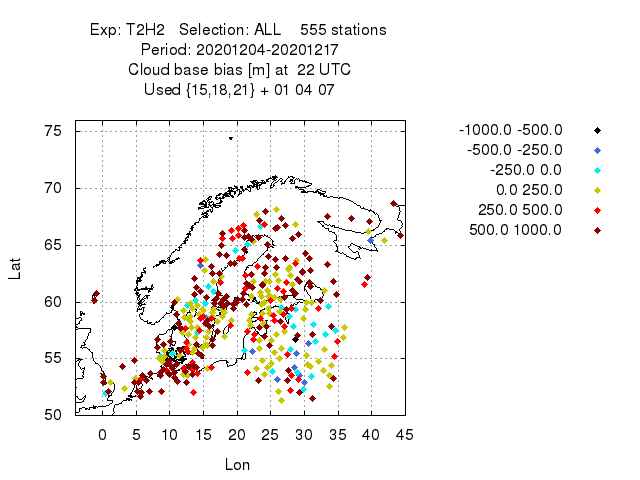 Exp: T2H2   Selection: ALL    555 stations
Period: 20201204-20201217
Cloud base bias [m] at  22 UTC
Used {15,18,21} + 01 04 07
-1000.0 -500.0
-500.0 -250.0
-250.0 0.0
0.0 250.0
250.0 500.0
500.0 1000.0
75
70
65
60
55
50
Lat
0 5 10 15 20 25 30 35 40 45
Lon